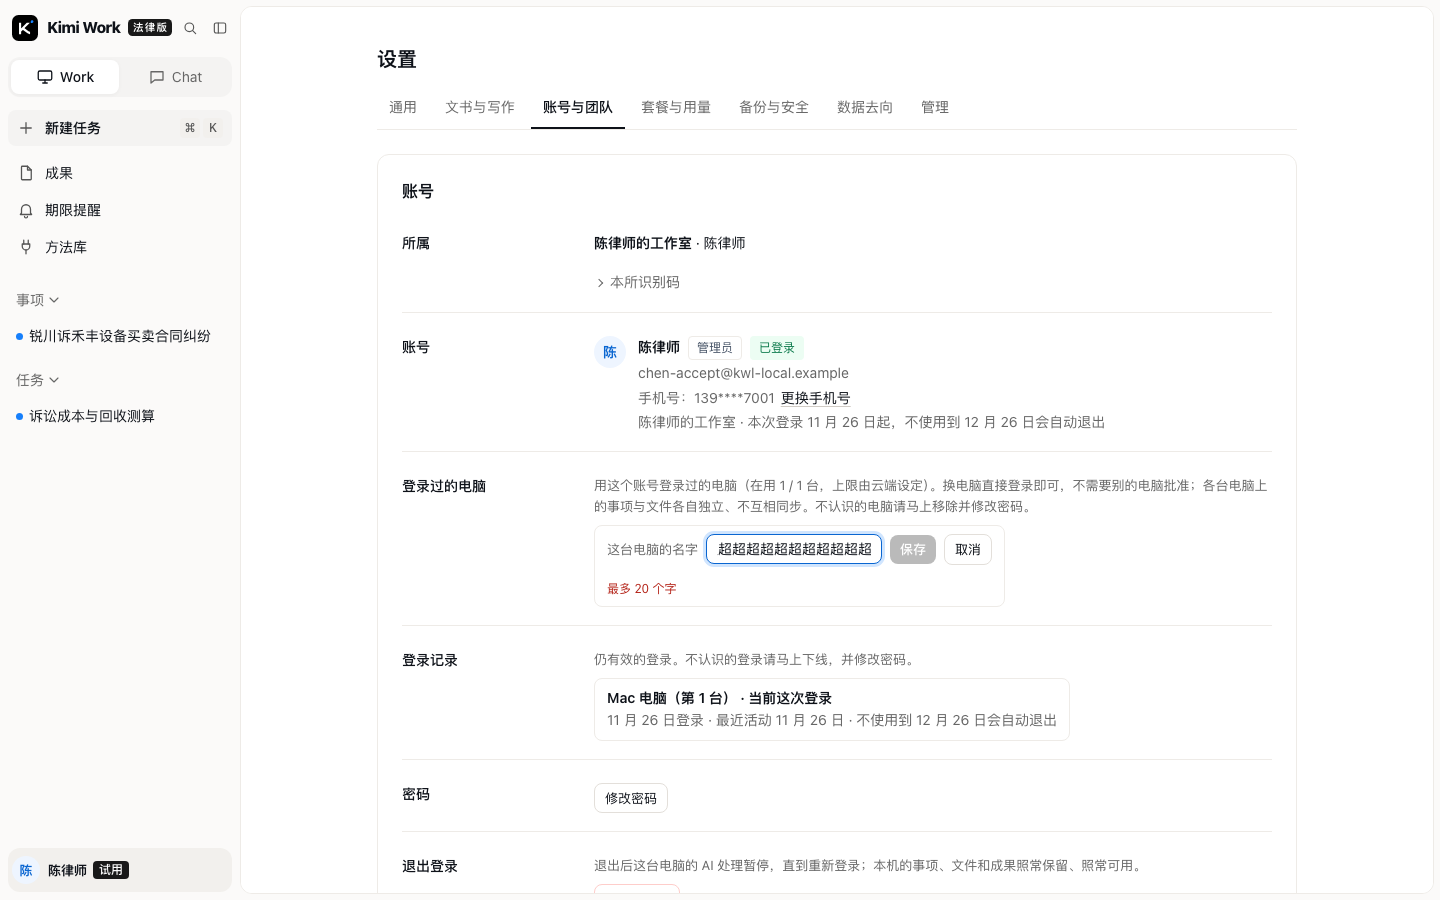 Kimi Work 法律版
Work
Chat
新建任务 ⌘ K
成果
期限提醒
方法库
事项
锐川诉禾丰设备买卖合同纠纷
任务
诉讼成本与回收测算
陈 陈律师 试用
设置
通用 文书与写作 账号与团队 套餐与用量 备份与安全 数据去向 管理
账号
所属
陈律师的工作室 · 陈律师
本所识别码
账号
陈 陈律师 管理员 已登录
chen-accept@kwl-local.example
手机号：139****7001 更换手机号
陈律师的工作室 · 本次登录 11 月 26 日起，不使用到 12 月 26 日会自动退出
登录过的电脑
用这个账号登录过的电脑（在用 1 / 1 台，上限由云端设定）。换电脑直接登录即可，不需要别的电脑批准；各台电脑上
的事项与文件各自独立、不互相同步。不认识的电脑请马上移除并修改密码。
这台电脑的名字 超超超超超超超超超超超 保存 取消
最多 20 个字
登录记录
仍有效的登录。不认识的登录请马上下线，并修改密码。
Mac 电脑（第 1 台） · 当前这次登录
11 月 26 日登录 · 最近活动 11 月 26 日 · 不使用到 12 月 26 日会自动退出
密码
修改密码
退出登录
退出后这台电脑的 AI 处理暂停，直到重新登录；本机的事项、文件和成果照常保留、照常可用。